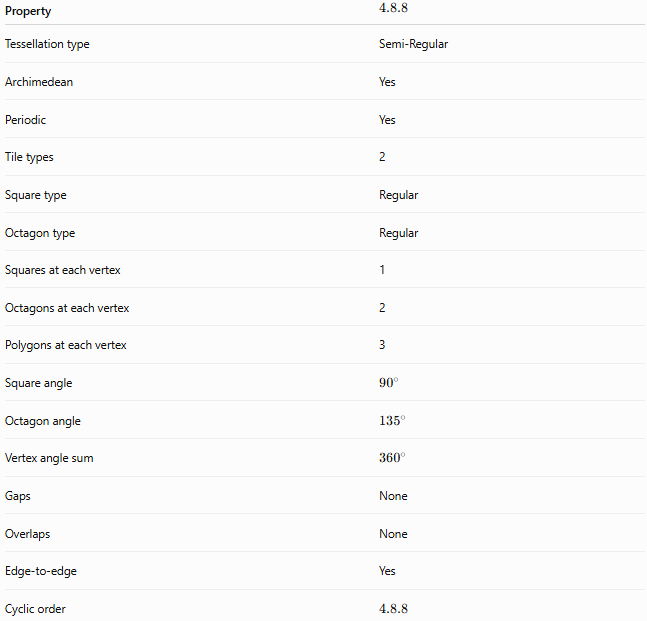 Property 4.8.8
Tessellation type Semi-Regular
Archimedean Yes
Periodic Yes
Tile types 2
Square type Regular
Octagon type Regular
Squares at each vertex 1
Octagons at each vertex 2
Polygons at each vertex 3
Square angle 90°
Octagon angle 135°
Vertex angle sum 360°
Gaps None
Overlaps None
Edge-to-edge Yes
Cyclic order 4.8.8